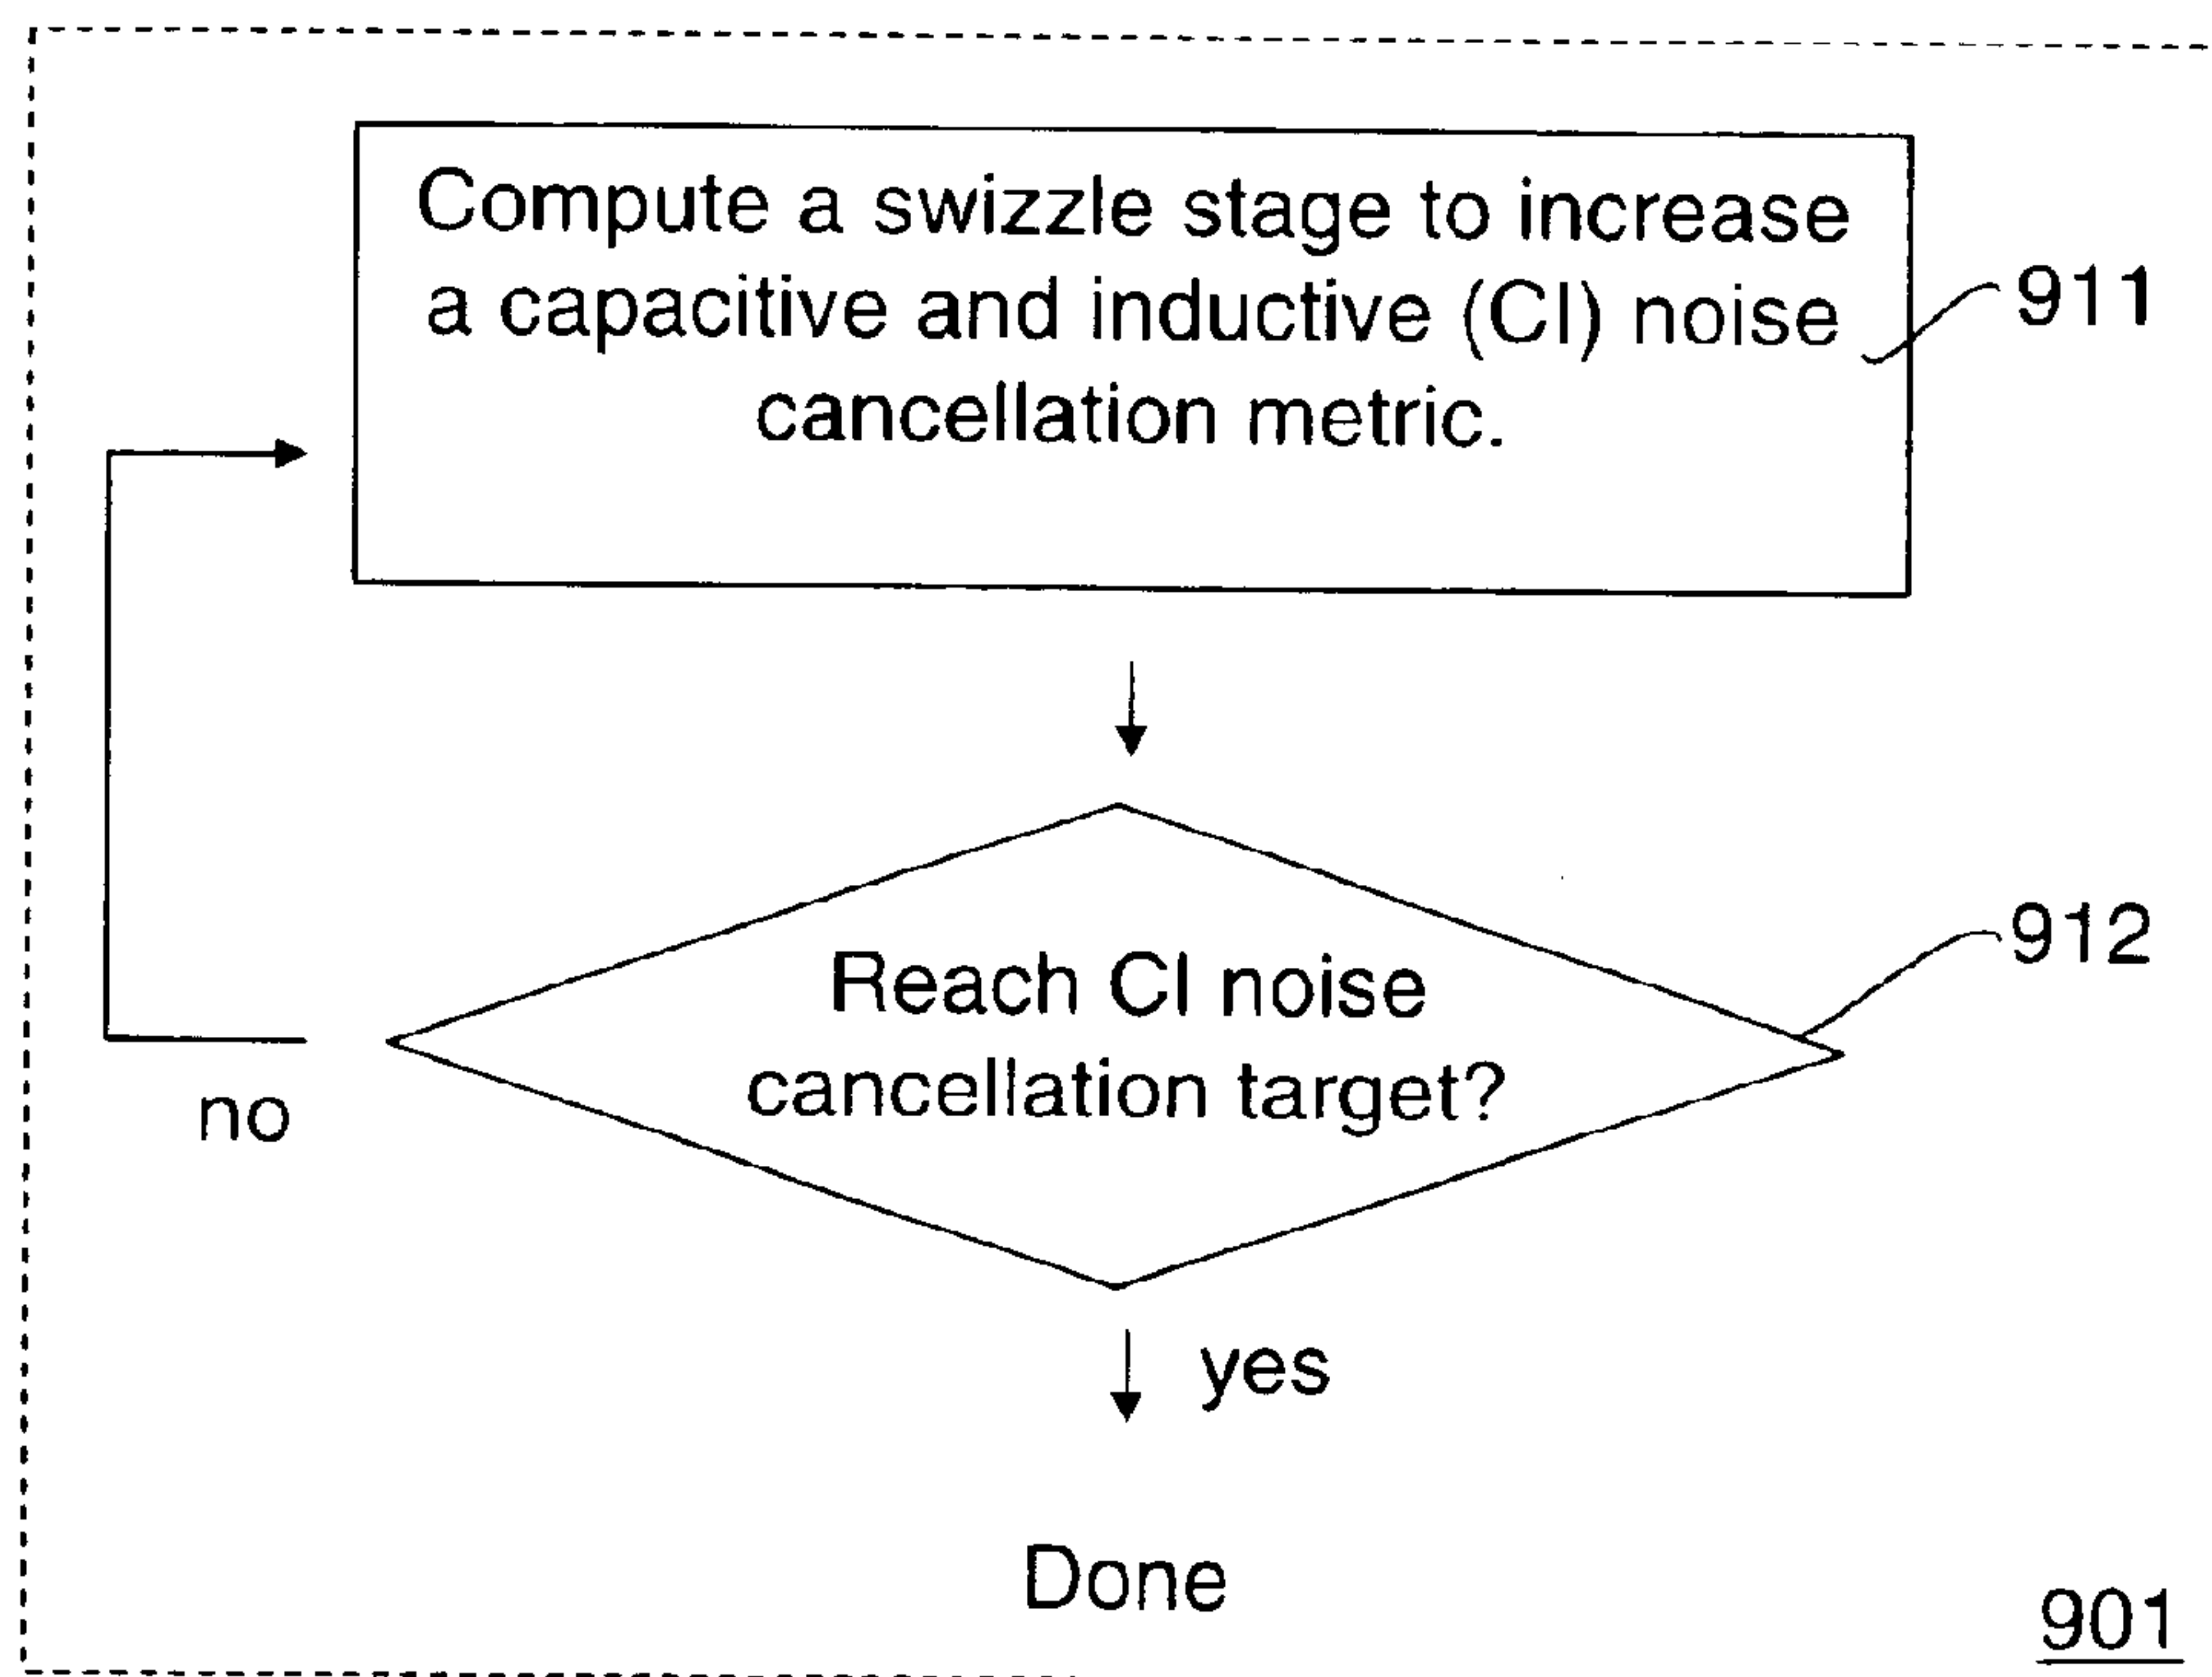 Compute a swizzle stage to increase
a capacitive and inductive (CI) noise
cancellation metric.
911
912
Reach CI noise
cancellation target?
no
yes
Done
901